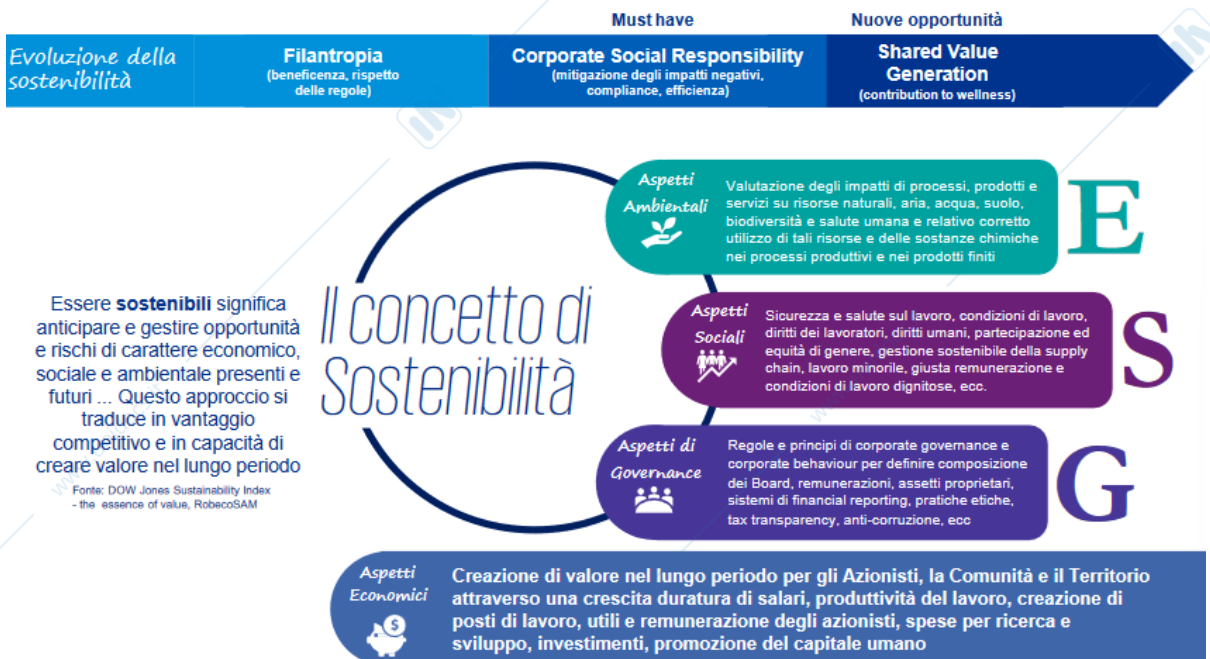 Must have
Nuove opportunità
Evoluzione della
sostenibilità
Filantropia
(beneficenza, rispetto
delle regole)
Corporate Social Responsibility
(mitigazione degli impatti negativi,
compliance, efficienza)
Shared Value
Generation
(contribution to wellness)
Essere sostenibili significa
anticipare e gestire opportunità
e rischi di carattere economico,
sociale e ambientale presenti e
futuri ... Questo approccio si
traduce in vantaggio
competitivo e in capacità di
creare valore nel lungo periodo
Fonte: DOW Jones Sustainability Index
- the essence of value, RobecoSAM
Il concetto di
Sostenibilità
Aspetti
Ambientali
Valutazione degli impatti di processi, prodotti e
servizi su risorse naturali, aria, acqua, suolo,
biodiversità e salute umana e relativo corretto
utilizzo di tali risorse e delle sostanze chimiche
nei processi produttivi e nei prodotti finiti
E
Aspetti
Sociali
Sicurezza e salute sul lavoro, condizioni di lavoro,
diritti dei lavoratori, diritti umani, partecipazione ed
equità di genere, gestione sostenibile della supply
chain, lavoro minorile, giusta remunerazione e
condizioni di lavoro dignitose, ecc.
S
Aspetti di
Governance
Regole e principi di corporate governance e
corporate behaviour per definire composizione
dei Board, remunerazioni, assetti proprietari,
sistemi di financial reporting, pratiche etiche,
tax transparency, anti-corruzione, ecc
G
Aspetti
Economici
Creazione di valore nel lungo periodo per gli Azionisti, la Comunità e il Territorio
attraverso una crescita duratura di salari, produttività del lavoro, creazione di
posti di lavoro, utili e remunerazione degli azionisti, spese per ricerca e
sviluppo, investimenti, promozione del capitale umano